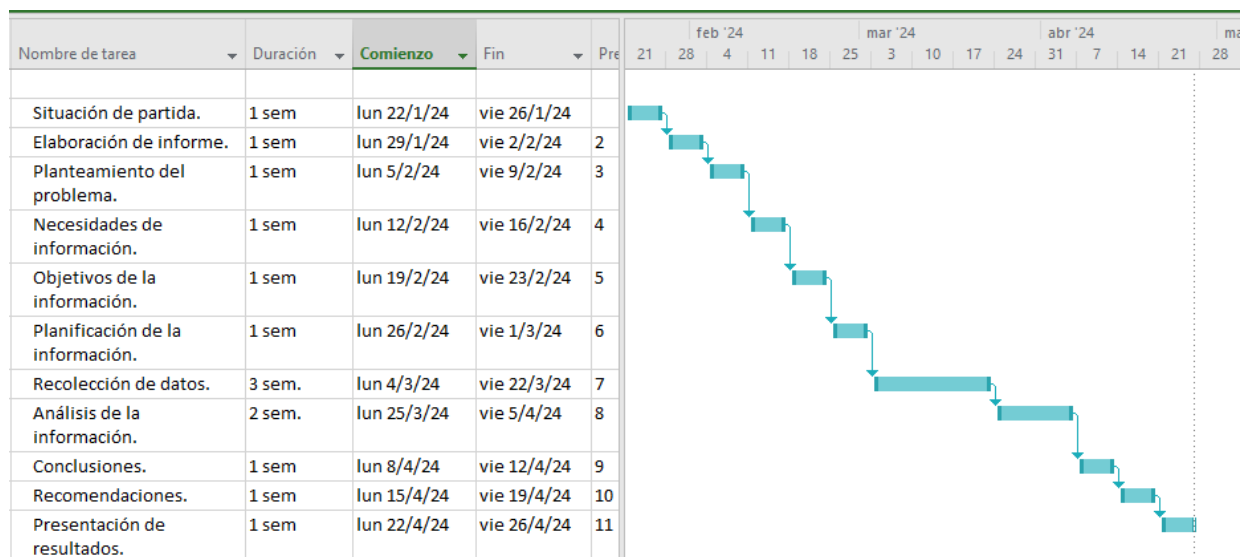 feb '24 mar '24 abr '24 ma
Nombre de tarea Duración Comienzo Fin Pre 21 28 4 11 18 25 3 10 17 24 31 7 14 21 28
Situación de partida. 1 sem lun 22/1/24 vie 26/1/24
Elaboración de informe. 1 sem lun 29/1/24 vie 2/2/24 2
Planteamiento del 1 sem lun 5/2/24 vie 9/2/24 3
problema.
Necesidades de 1 sem lun 12/2/24 vie 16/2/24 4
información.
Objetivos de la 1 sem lun 19/2/24 vie 23/2/24 5
información.
Planificación de la 1 sem lun 26/2/24 vie 1/3/24 6
información.
Recolección de datos. 3 sem. lun 4/3/24 vie 22/3/24 7
Análisis de la 2 sem. lun 25/3/24 vie 5/4/24 8
información.
Conclusiones. 1 sem lun 8/4/24 vie 12/4/24 9
Recomendaciones. 1 sem lun 15/4/24 vie 19/4/24 10
Presentación de 1 sem lun 22/4/24 vie 26/4/24 11
resultados.